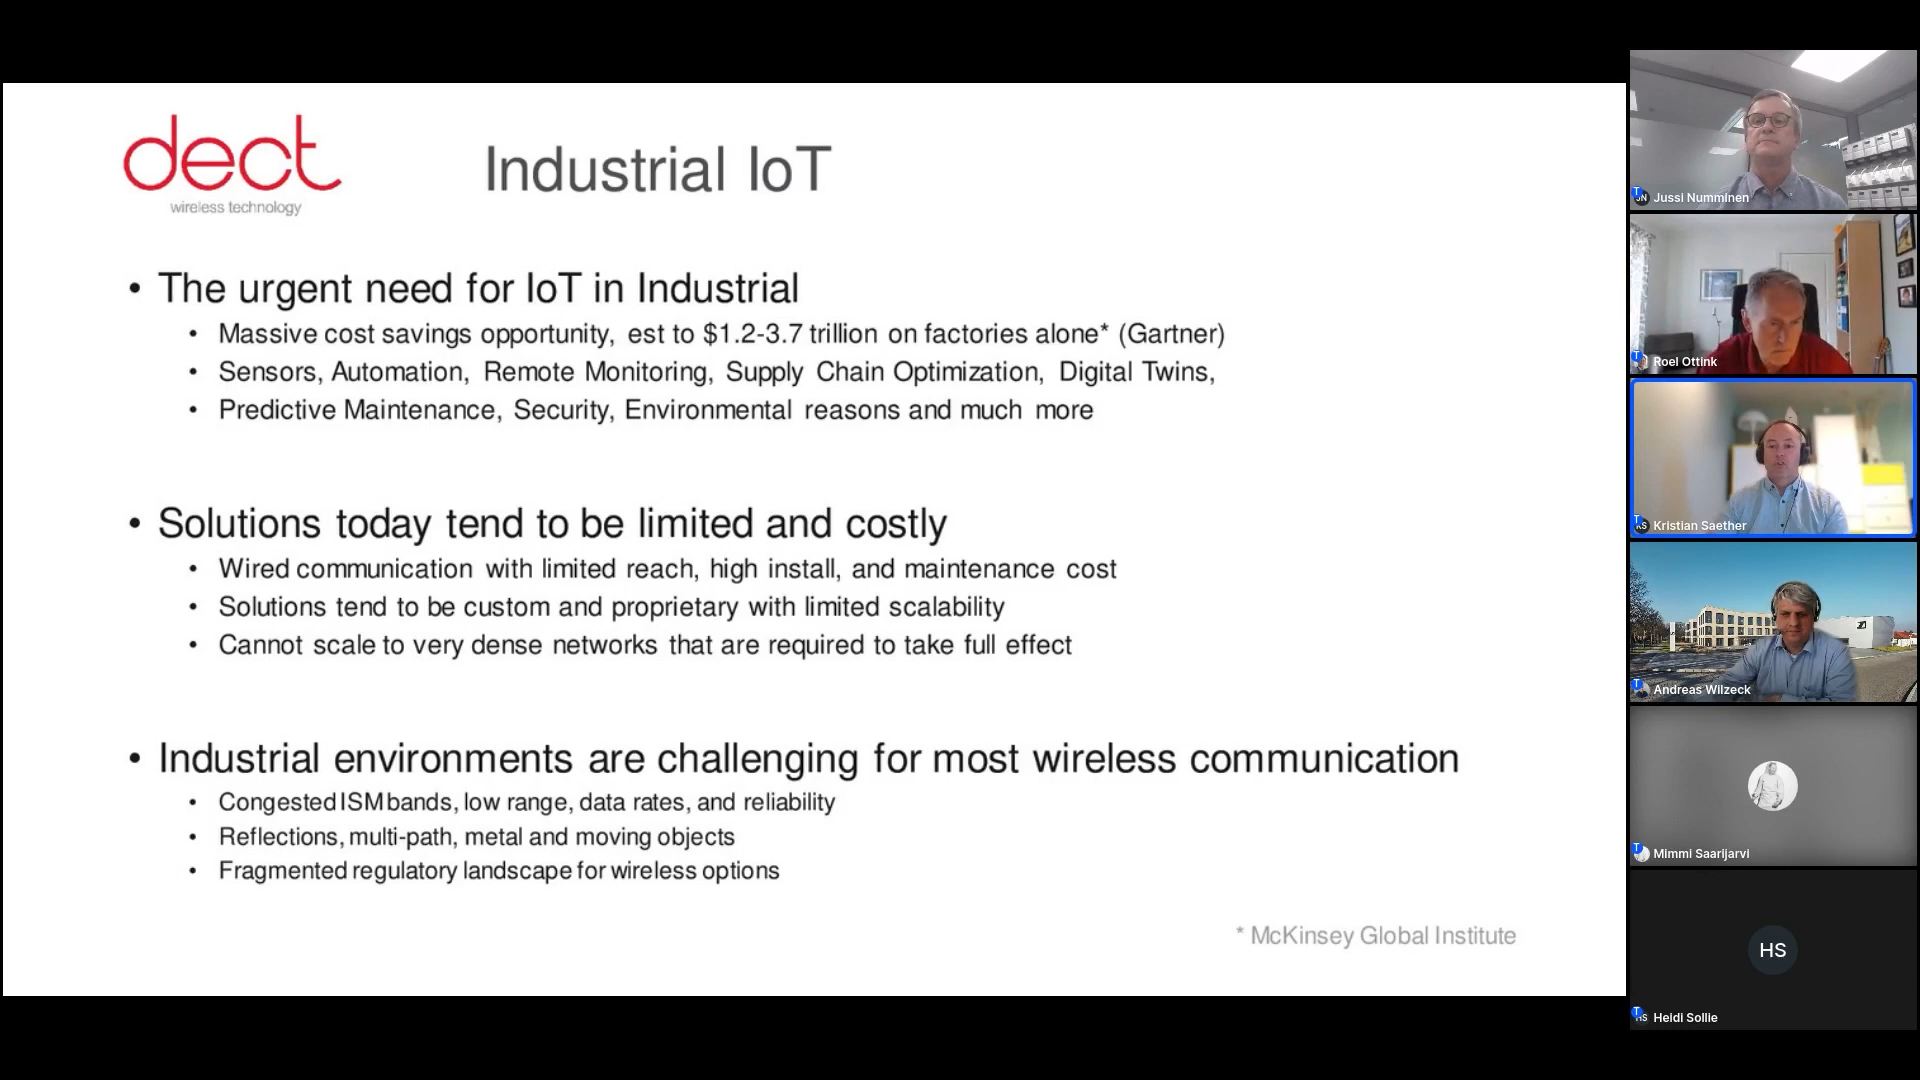 dect
wireless technology
Industrial IoT
• The urgent need for IoT in Industrial
• Massive cost savings opportunity, est to $1.2-3.7 trillion on factories alone* (Gartner)
• Sensors, Automation, Remote Monitoring, Supply Chain Optimization, Digital Twins,
• Predictive Maintenance, Security, Environmental reasons and much more
• Solutions today tend to be limited and costly
• Wired communication with limited reach, high install, and maintenance cost
• Solutions tend to be custom and proprietary with limited scalability
• Cannot scale to very dense networks that are required to take full effect
• Industrial environments are challenging for most wireless communication
• Congested ISM bands, low range, data rates, and reliability
• Reflections, multi-path, metal and moving objects
• Fragmented regulatory landscape for wireless options
* McKinsey Global Institute
Jussi Numminen
Roel Ottink
Kristian Saether
Andreas Wilzeck
Mimmi Saarijarvi
HS
Heidi Sollie